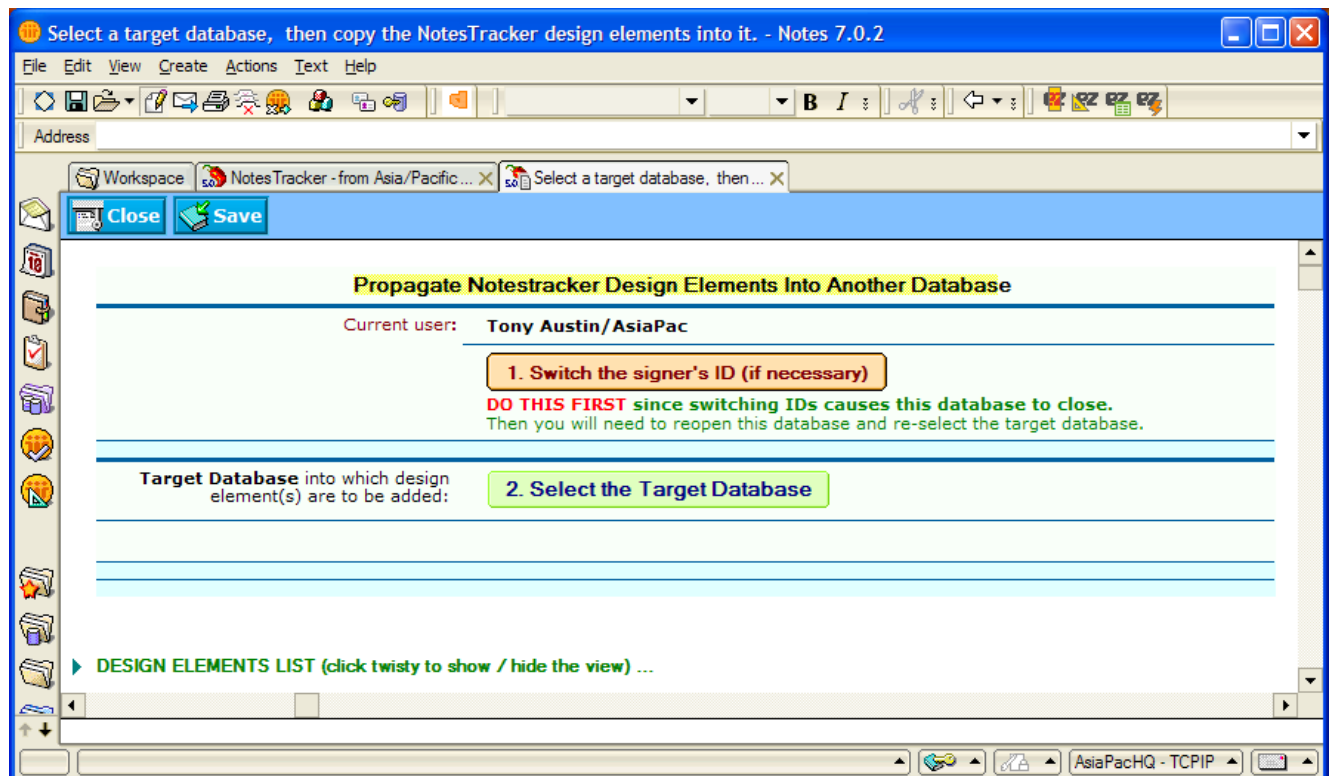 Select a target database, then copy the NotesTracker design elements into it. - Notes 7.0.2
File Edit View Create Actions Text Help
B I
Address
Workspace NotesTracker - from Asia/Pacific ... Select a target database, then ...
Close Save
Propagate Notestracker Design Elements Into Another Database
Current user: Tony Austin/AsiaPac
1. Switch the signer's ID (if necessary)
DO THIS FIRST since switching IDs causes this database to close.
Then you will need to reopen this database and re-select the target database.
Target Database into which design
element(s) are to be added:
2. Select the Target Database
DESIGN ELEMENTS LIST (click twisty to show / hide the view) ...
AsiaPacHQ - TCPIP